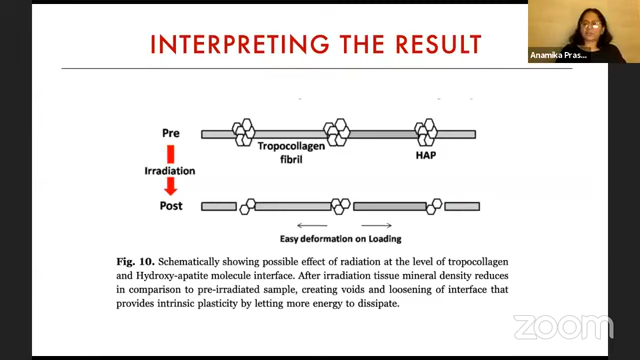 INTERPRETING THE RESULT
Anamika Pras...
Pre
Tropocollagen
fibril
HAP
Irradiation
Post
Easy deformation on Loading
Fig. 10. Schematically showing possible effect of radiation at the level of tropocollagen
and Hydroxy-apatite molecule interface. After irradiation tissue mineral density reduces
in comparison to pre-irradiated sample, creating voids and loosening of interface that
provides intrinsic plasticity by letting more energy to dissipate.
zoom